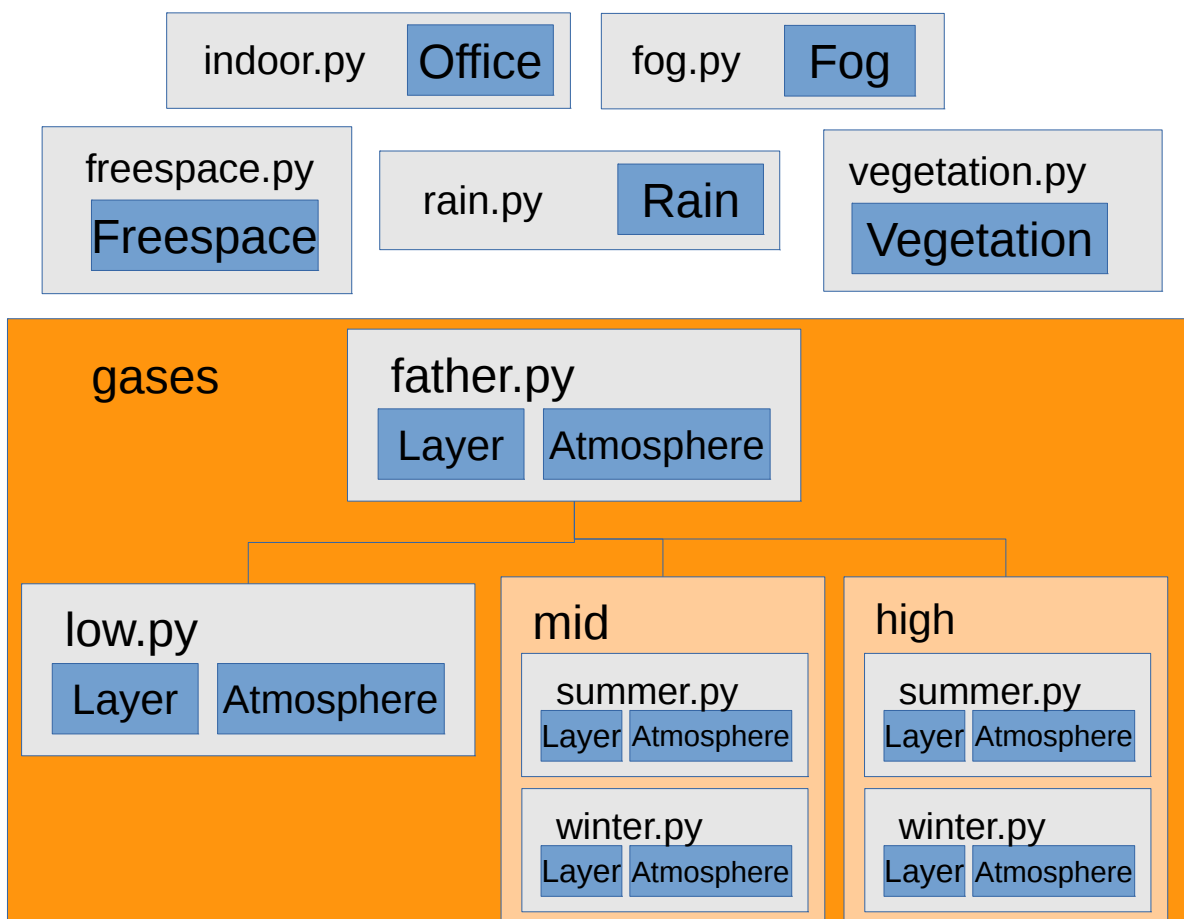 indoor.py Office
fog.py Fog
freespace.py
Freespace
rain.py Rain
vegetation.py
Vegetation
gases
father.py
Layer Atmosphere
low.py
Layer Atmosphere
mid
summer.py
Layer Atmosphere
winter.py
Layer Atmosphere
high
summer.py
Layer Atmosphere
winter.py
Layer Atmosphere